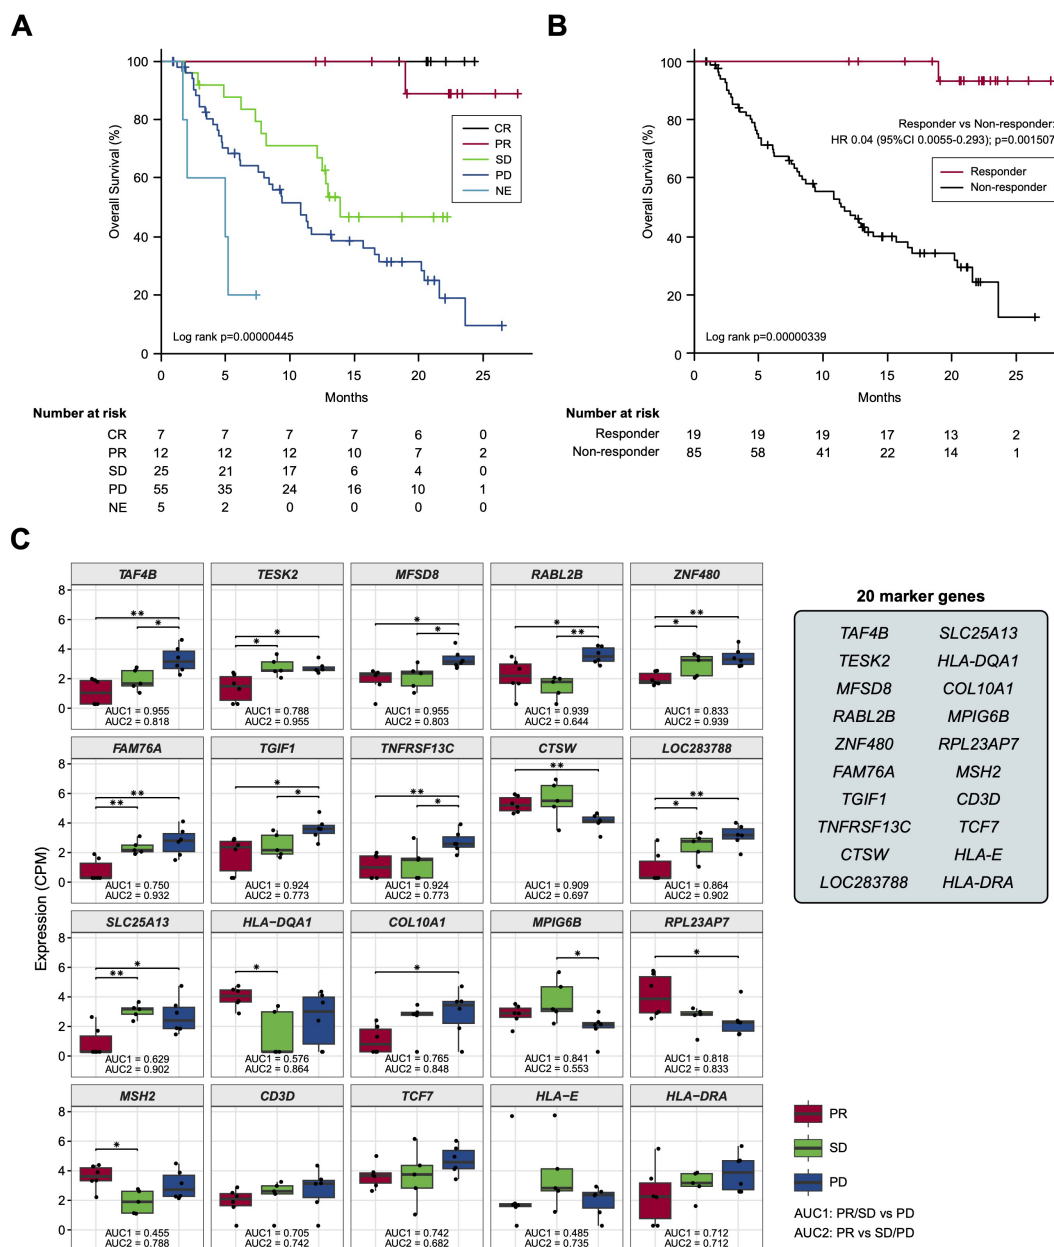 A
Overall Survival (%)
100
80
60
40
20
0
CR
PR
SD
PD
NE
Log rank p=0.00000445
0 5 10 15 20 25
Months
Number at risk
CR 7 7 7 7 6 0
PR 12 12 12 10 7 2
SD 25 21 17 6 4 0
PD 55 35 24 16 10 1
NE 5 2 0 0 0 0
B
Overall Survival (%)
100
80
60
40
20
0
Responder vs Non-responder:
HR 0.04 (95%CI 0.0055-0.293); p=0.001507
Responder
Non-responder
Log rank p=0.00000339
0 5 10 15 20 25
Months
Number at risk
Responder 19 19 19 17 13 2
Non-responder 85 58 41 22 14 1
C
Expression (CPM)
TAF4B TESK2 MFSD8 RABL2B ZNF480
8
6
4
2
0
** * * * * * * ** ** *
AUC1 = 0.955 AUC1 = 0.788 AUC1 = 0.955 AUC1 = 0.939 AUC1 = 0.833
AUC2 = 0.818 AUC2 = 0.955 AUC2 = 0.803 AUC2 = 0.644 AUC2 = 0.939
FAM76A TGIF1 TNFRSF13C CTSW LOC283788
8
6
4
2
0
** ** * * ** * ** ** *
AUC1 = 0.750 AUC1 = 0.924 AUC1 = 0.924 AUC1 = 0.909 AUC1 = 0.864
AUC2 = 0.932 AUC2 = 0.773 AUC2 = 0.773 AUC2 = 0.697 AUC2 = 0.902
SLC25A13 HLA−DQA1 COL10A1 MPIG6B RPL23AP7
8
6
4
2
0
* ** * * * *
AUC1 = 0.629 AUC1 = 0.576 AUC1 = 0.765 AUC1 = 0.841 AUC1 = 0.818
AUC2 = 0.902 AUC2 = 0.864 AUC2 = 0.848 AUC2 = 0.553 AUC2 = 0.833
MSH2 CD3D TCF7 HLA−E HLA−DRA
8
6
4
2
0
*
AUC1 = 0.455 AUC1 = 0.705 AUC1 = 0.742 AUC1 = 0.485 AUC1 = 0.712
AUC2 = 0.788 AUC2 = 0.742 AUC2 = 0.682 AUC2 = 0.735 AUC2 = 0.712
20 marker genes
TAF4B SLC25A13
TESK2 HLA-DQA1
MFSD8 COL10A1
RABL2B MPIG6B
ZNF480 RPL23AP7
FAM76A MSH2
TGIF1 CD3D
TNFRSF13C TCF7
CTSW HLA-E
LOC283788 HLA-DRA
PR
SD
PD
AUC1: PR/SD vs PD
AUC2: PR vs SD/PD